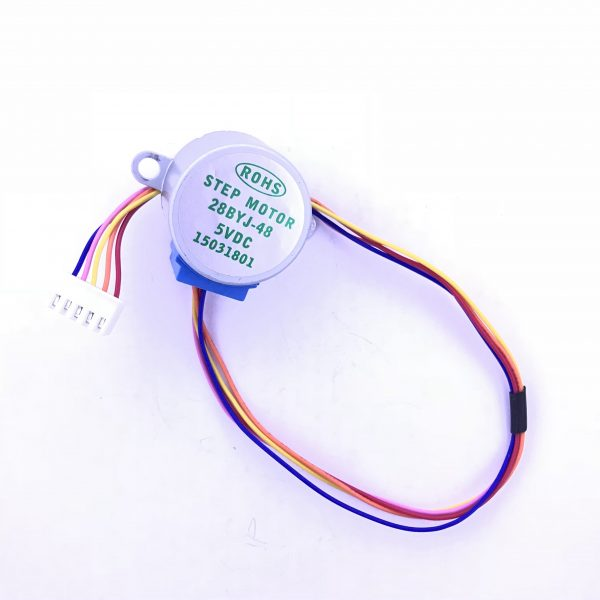 ROHS
STEP MOTOR
28BYJ-48
5VDC
15031801